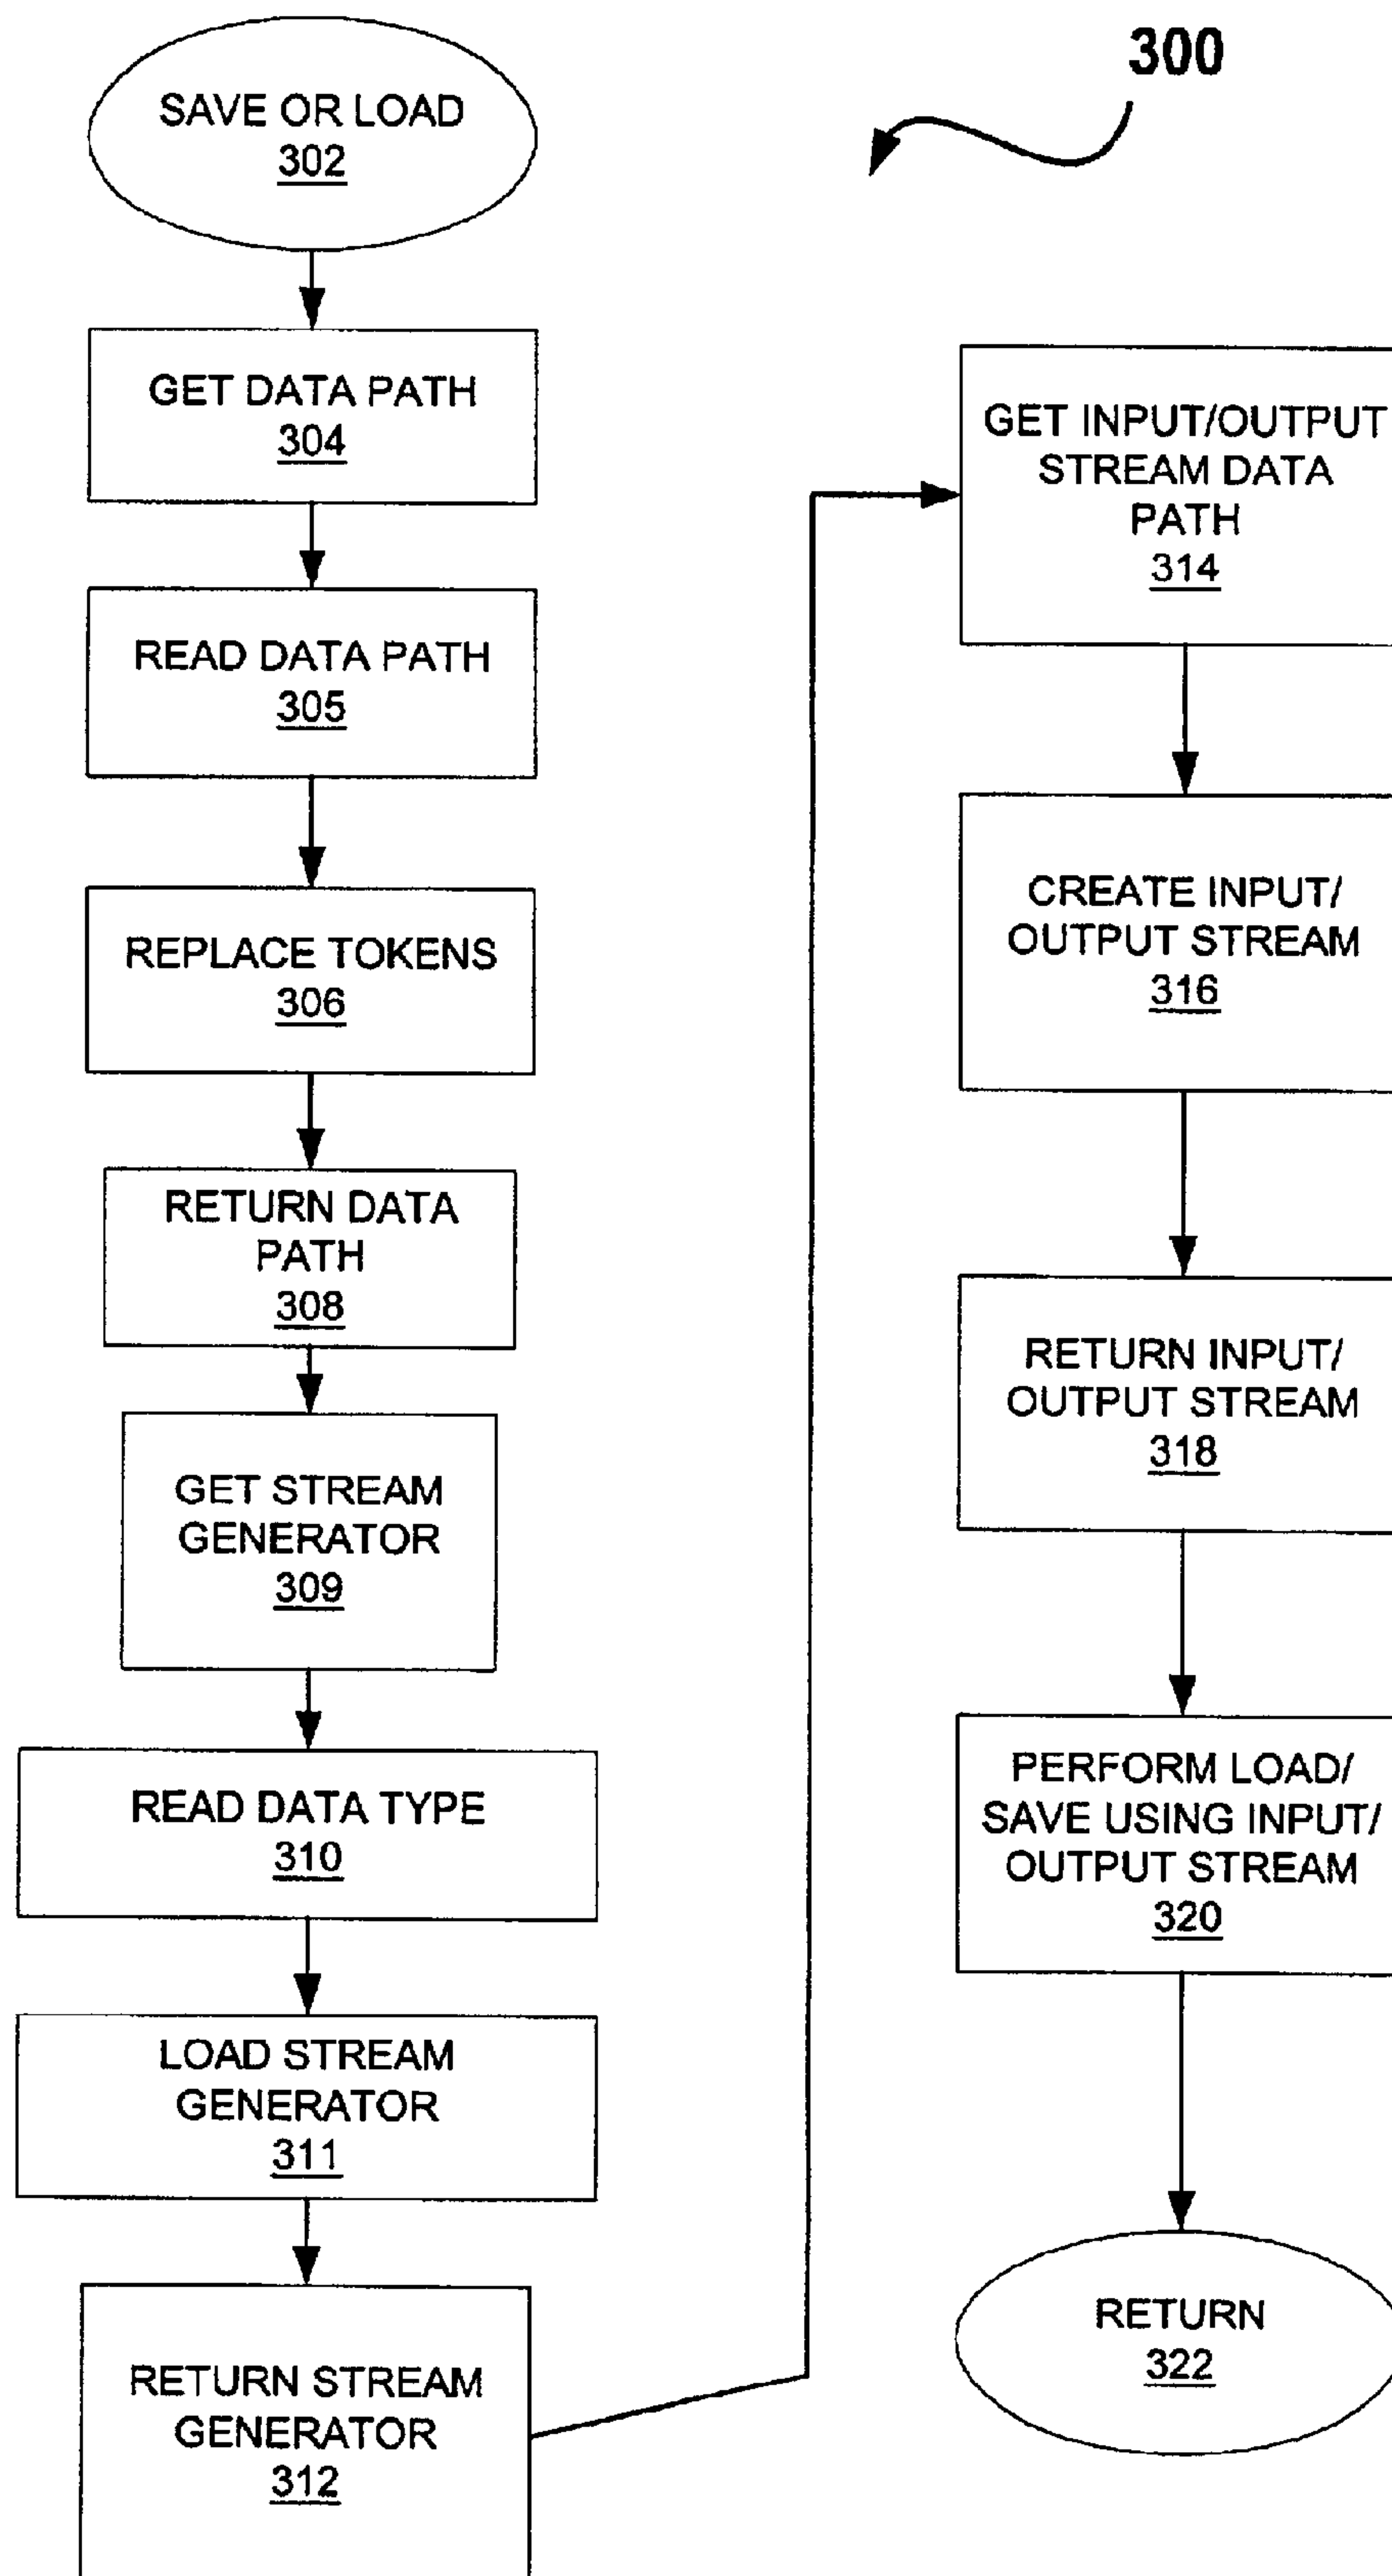 300
SAVE OR LOAD
302
GET DATA PATH
304
READ DATA PATH
305
REPLACE TOKENS
306
RETURN DATA
PATH
308
GET STREAM
GENERATOR
309
READ DATA TYPE
310
LOAD STREAM
GENERATOR
311
RETURN STREAM
GENERATOR
312
GET INPUT/OUTPUT
STREAM DATA
PATH
314
CREATE INPUT/
OUTPUT STREAM
316
RETURN INPUT/
OUTPUT STREAM
318
PERFORM LOAD/
SAVE USING INPUT/
OUTPUT STREAM
320
RETURN
322